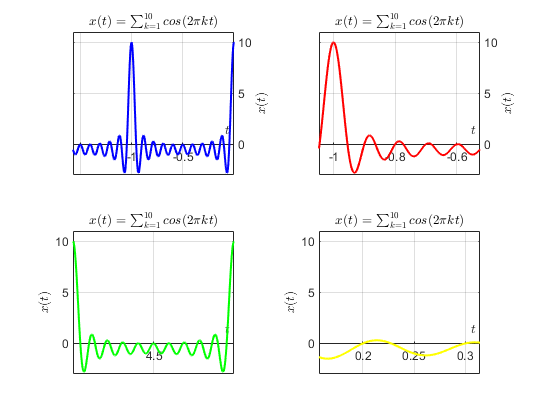 x(t) = ∑_{k=1}^{10} cos(2πkt)
10
5
0
x(t)
t
-1 -0.5
x(t) = ∑_{k=1}^{10} cos(2πkt)
10
5
0
x(t)
t
-1 -0.8 -0.6
x(t) = ∑_{k=1}^{10} cos(2πkt)
10
5
0
x(t)
t
4.5
x(t) = ∑_{k=1}^{10} cos(2πkt)
10
5
0
x(t)
t
0.2 0.25 0.3